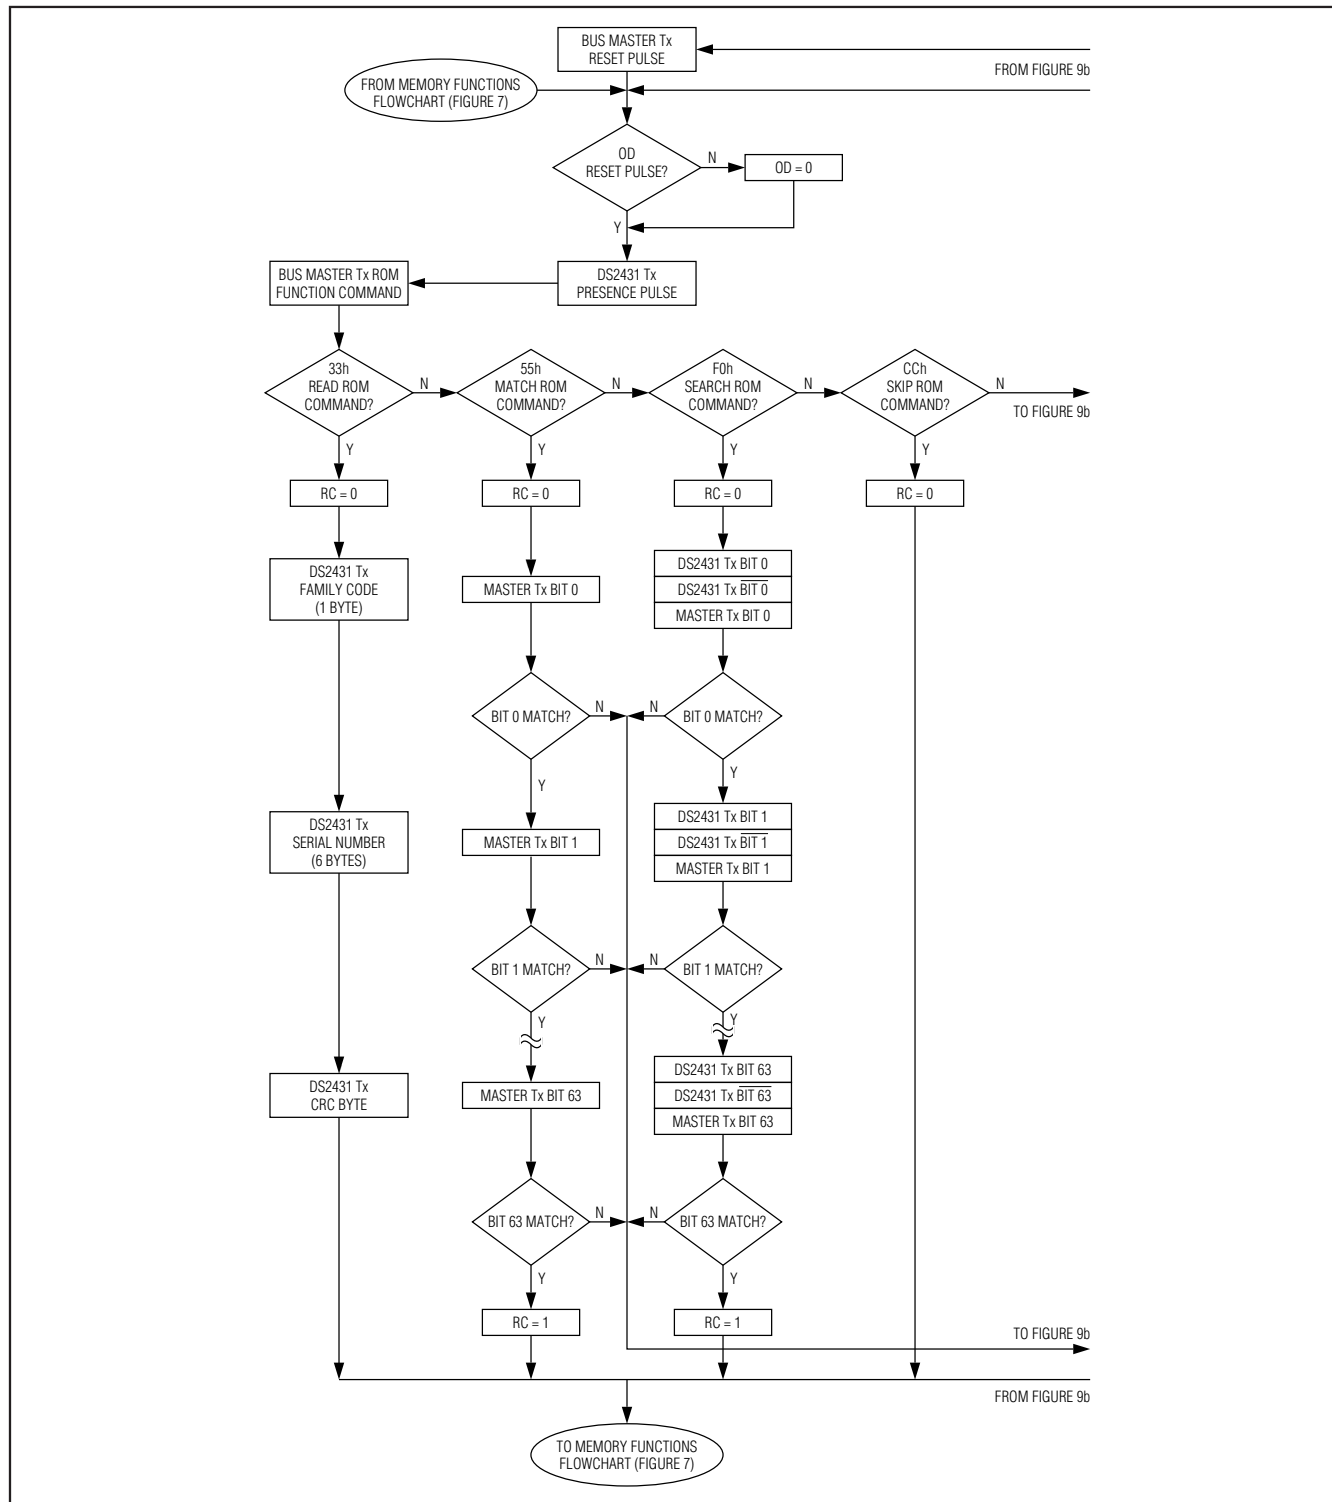 BUS MASTER Tx
RESET PULSE
FROM FIGURE 9b
FROM MEMORY FUNCTIONS
FLOWCHART (FIGURE 7)
OD
RESET PULSE?
N
OD = 0
Y
BUS MASTER Tx ROM
FUNCTION COMMAND
DS2431 Tx
PRESENCE PULSE
33h
READ ROM
COMMAND?
N
55h
MATCH ROM
COMMAND?
N
F0h
SEARCH ROM
COMMAND?
N
CCh
SKIP ROM
COMMAND?
N
TO FIGURE 9b
Y
Y
Y
Y
RC = 0
RC = 0
RC = 0
RC = 0
DS2431 Tx
FAMILY CODE
(1 BYTE)
MASTER Tx BIT 0
DS2431 Tx BIT 0
DS2431 Tx B̅I̅T̅ ̅0̅
MASTER Tx BIT 0
BIT 0 MATCH?
N
N
BIT 0 MATCH?
Y
Y
DS2431 Tx
SERIAL NUMBER
(6 BYTES)
MASTER Tx BIT 1
DS2431 Tx BIT 1
DS2431 Tx B̅I̅T̅ ̅1̅
MASTER Tx BIT 1
BIT 1 MATCH?
N
N
BIT 1 MATCH?
Y
Y
DS2431 Tx
CRC BYTE
MASTER Tx BIT 63
DS2431 Tx BIT 63
DS2431 Tx B̅I̅T̅ ̅6̅3̅
MASTER Tx BIT 63
BIT 63 MATCH?
N
N
BIT 63 MATCH?
Y
Y
RC = 1
RC = 1
TO FIGURE 9b
FROM FIGURE 9b
TO MEMORY FUNCTIONS
FLOWCHART (FIGURE 7)